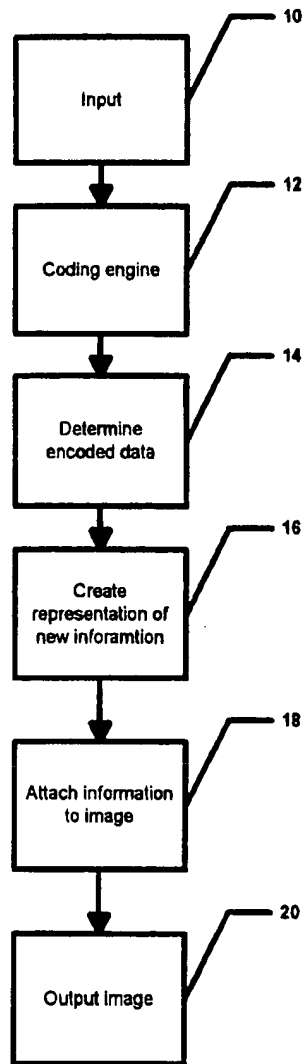 10
Input
12
Coding engine
14
Determine
encoded data
16
Create
representation of
new inforamtion
18
Attach information
to image
20
Output Image